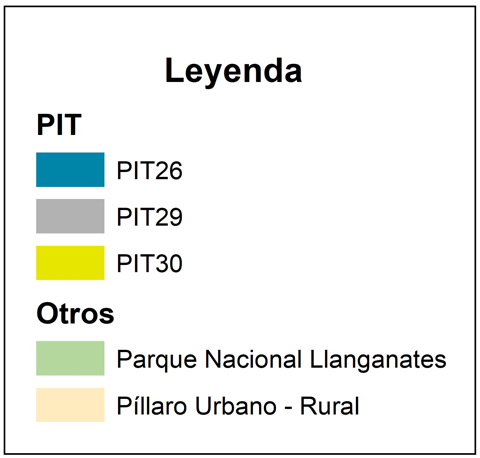 Leyenda
PIT
PIT26
PIT29
PIT30
Otros
Parque Nacional Llanganates
Píllaro Urbano - Rural